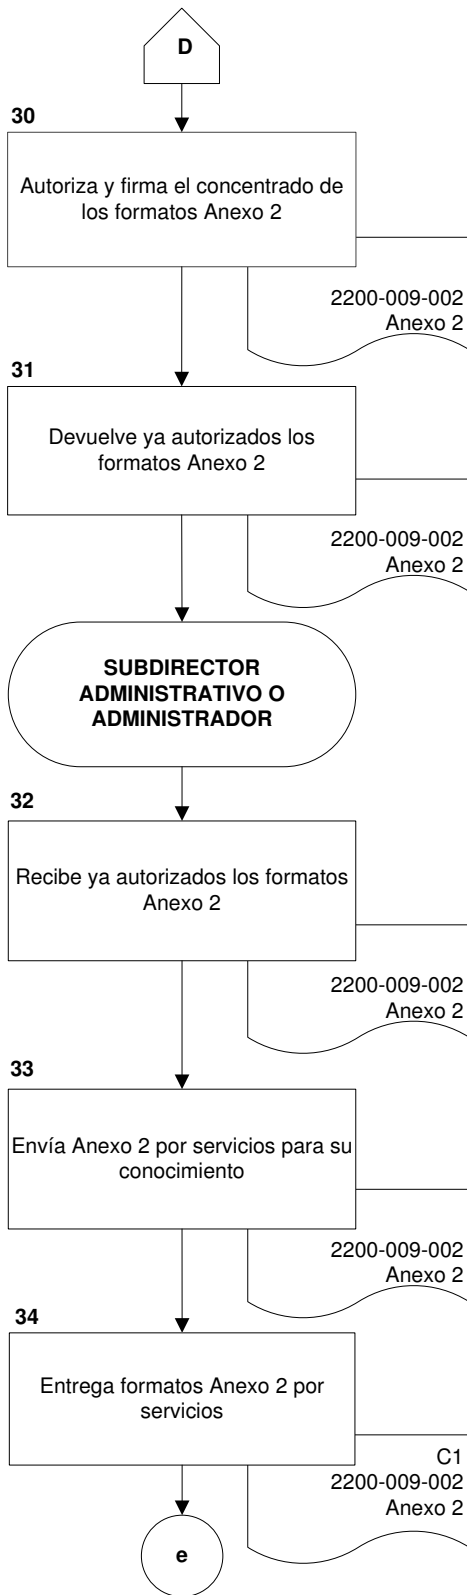 D
30
Autoriza y firma el concentrado de
los formatos Anexo 2
2200-009-002
Anexo 2
31
Devuelve ya autorizados los
formatos Anexo 2
2200-009-002
Anexo 2
SUBDIRECTOR
ADMINISTRATIVO O
ADMINISTRADOR
32
Recibe ya autorizados los formatos
Anexo 2
2200-009-002
Anexo 2
33
Envía Anexo 2 por servicios para su
conocimiento
2200-009-002
Anexo 2
34
Entrega formatos Anexo 2 por
servicios
C1
2200-009-002
Anexo 2
e